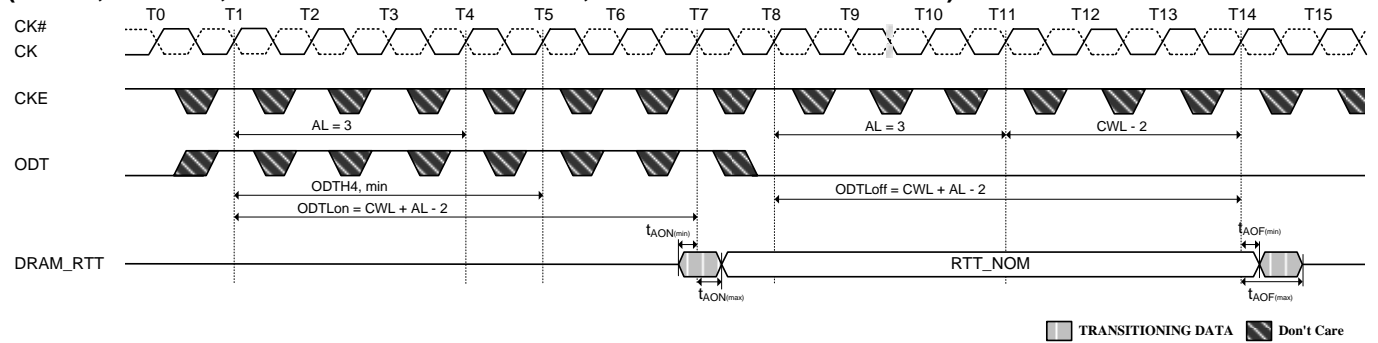 T0 T1 T2 T3 T4 T5 T6 T7 T8 T9 T10 T11 T12 T13 T14 T15
CK#
CK
CKE
AL = 3 AL = 3 CWL - 2
ODT
ODTH4, min
ODTLoff = CWL + AL - 2
ODTLon = CWL + AL - 2
tAON(min) tAOF(min)
DRAM_RTT RTT_NOM
tAON(max) tAOF(max)
TRANSITIONING DATA Don't Care